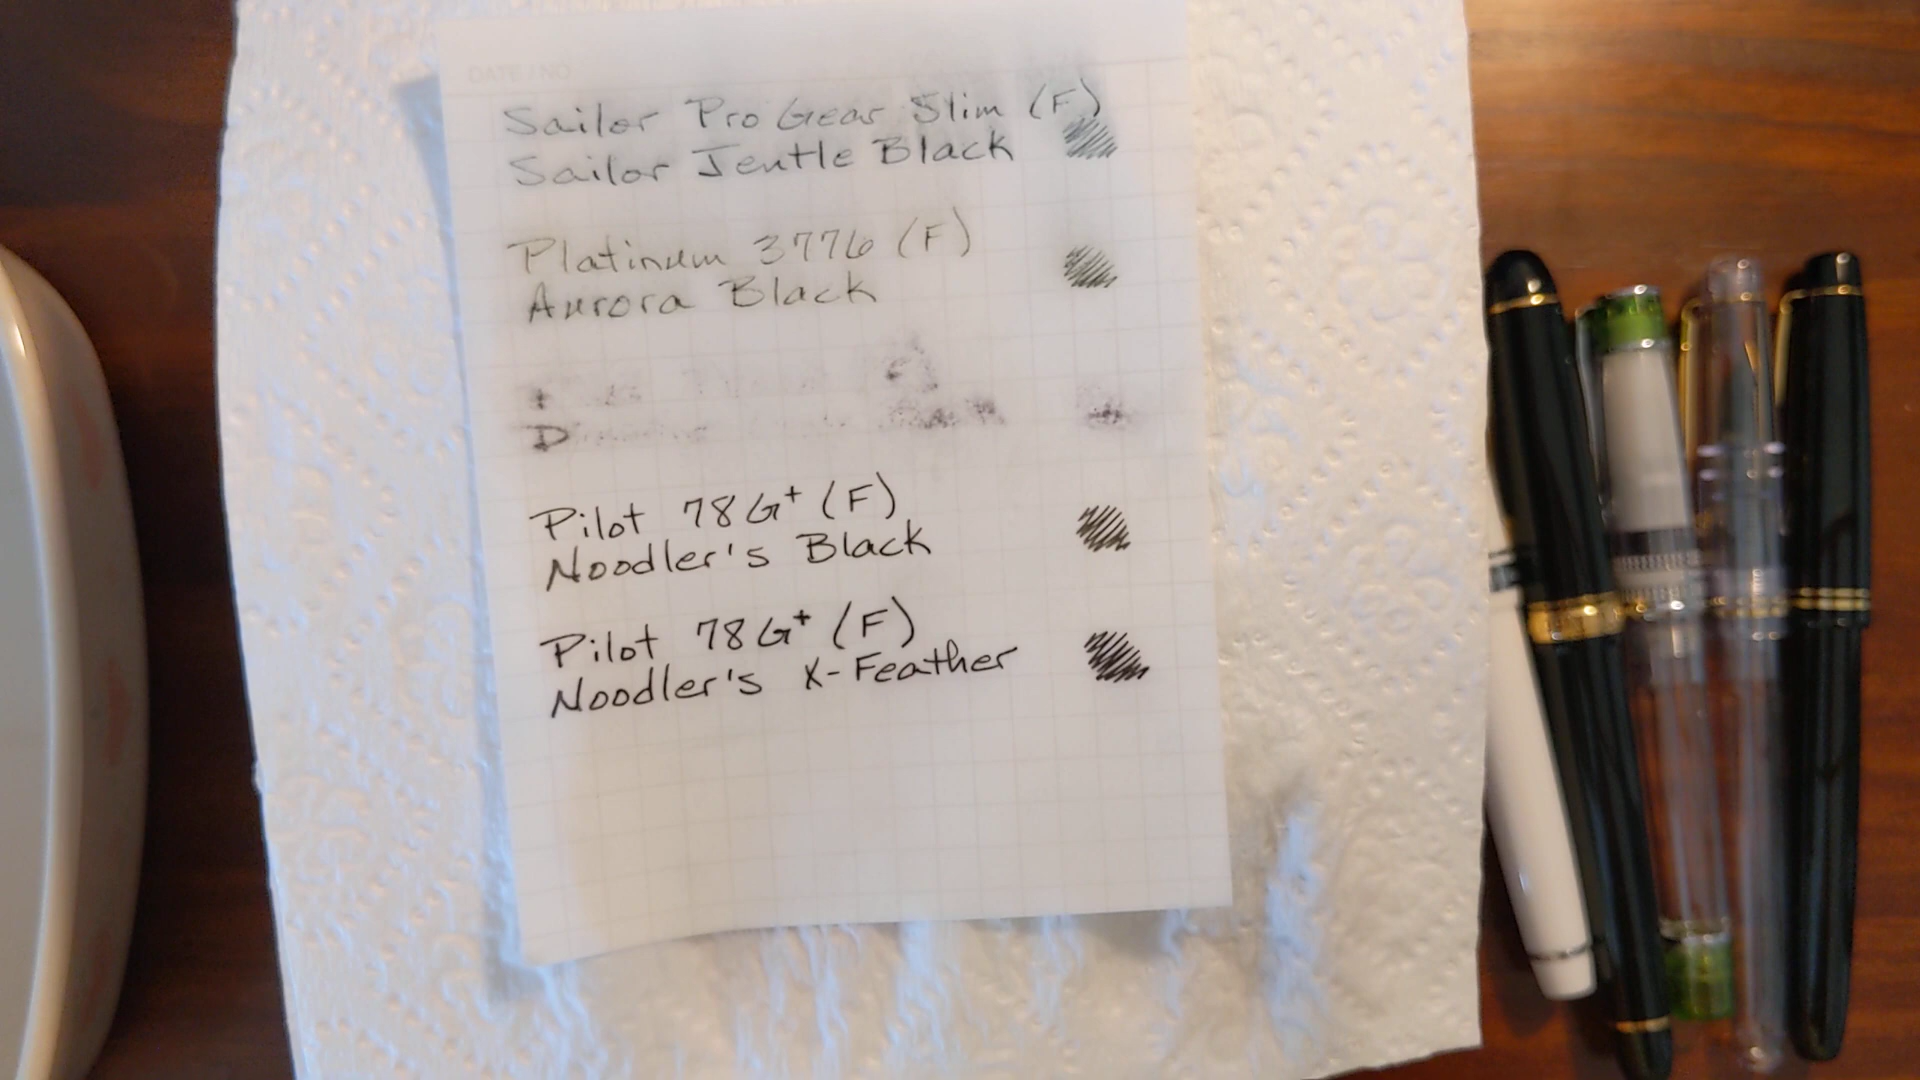 DATE / NO
Sailor Pro Gear Slim (F)
Sailor Jentle Black
Platinum 3776 (F)
Aurora Black
D
Pilot 78G+ (F)
Noodler's Black
Pilot 78G+ (F)
Noodler's X-Feather